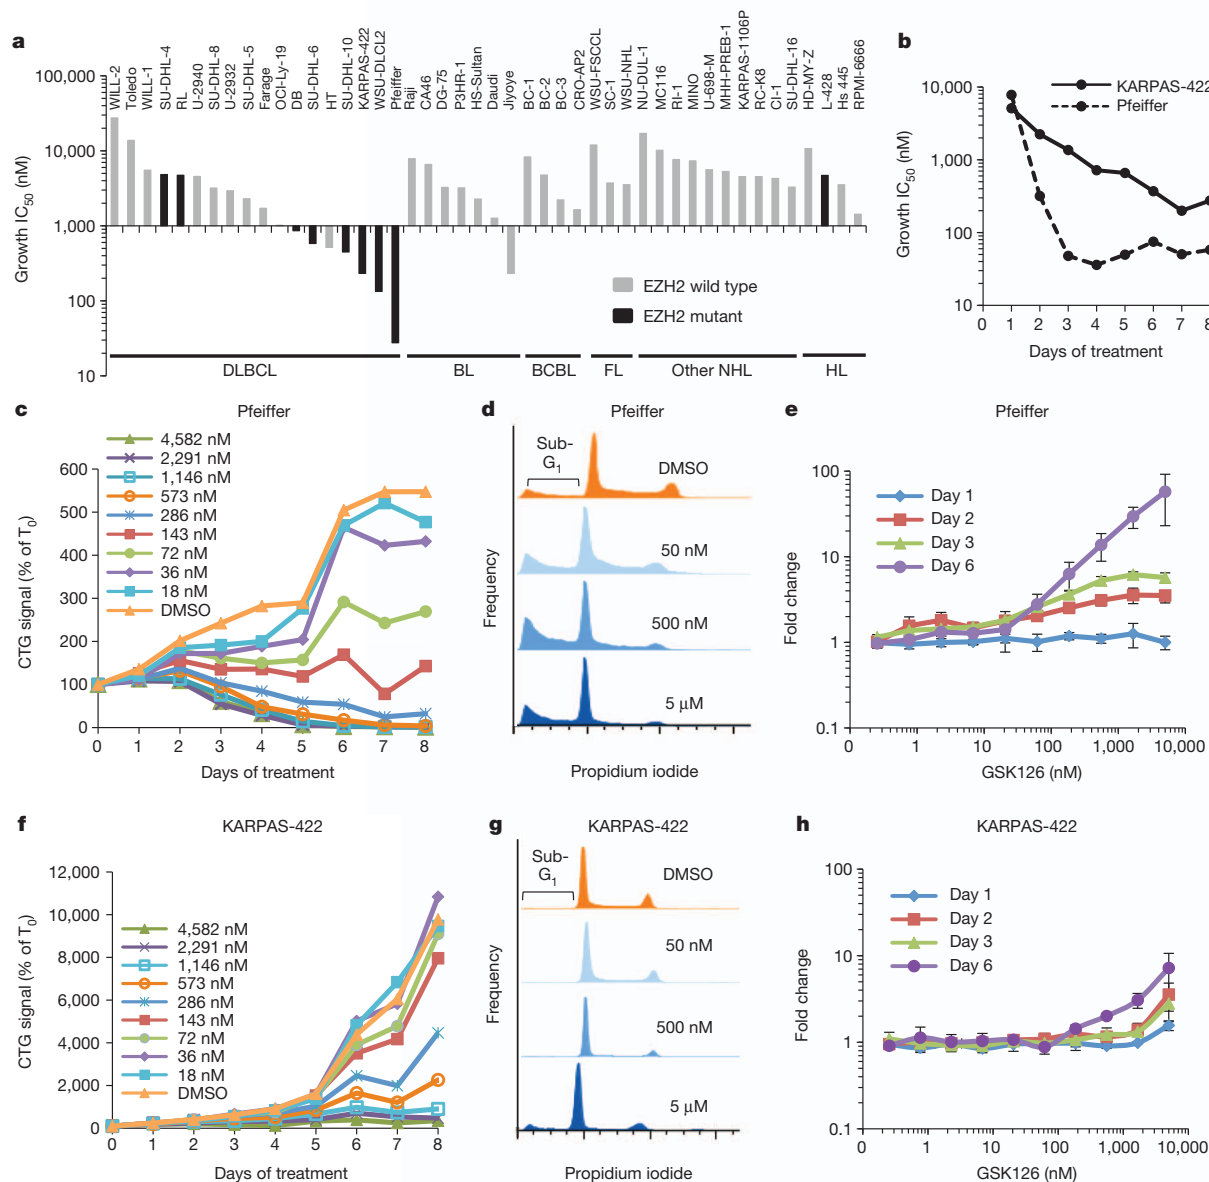 a
WILL-2
Toledo
WILL-1
SU-DHL-4
RL
U-2940
SU-DHL-8
U-2932
SU-DHL-5
Farage
OCI-Ly-19
DB
SU-DHL-6
HT
SU-DHL-10
KARPAS-422
WSU-DLCL2
Pfeiffer
Raji
CA46
DG-75
P3HR-1
HS-Sultan
Daudi
Jiyoye
BC-1
BC-2
BC-3
CRO-AP2
WSU-FSCCL
SC-1
WSU-NHL
NU-DUL-1
MC116
RI-1
MINO
U-698-M
MHH-PREB-1
KARPAS-1106P
RC-K8
CI-1
SU-DHL-16
HD-MY-Z
L-428
Hs 445
RPMI-6666
Growth IC50 (nM)
100,000
10,000
1,000
100
10
EZH2 wild type
EZH2 mutant
DLBCL BL BCBL FL Other NHL HL
b
KARPAS-422
Pfeiffer
Growth IC50 (nM)
10,000
1,000
100
10
0 1 2 3 4 5 6 7 8
Days of treatment
c
Pfeiffer
4,582 nM
2,291 nM
1,146 nM
573 nM
286 nM
143 nM
72 nM
36 nM
18 nM
DMSO
CTG signal (% of T0)
600
500
400
300
200
100
0
0 1 2 3 4 5 6 7 8
Days of treatment
d
Pfeiffer
Sub-
G1
DMSO
50 nM
500 nM
5 µM
Frequency
Propidium iodide
e
Pfeiffer
Day 1
Day 2
Day 3
Day 6
Fold change
100
10
1
0.1
0 1 10 100 1,000 10,000
GSK126 (nM)
f
KARPAS-422
4,582 nM
2,291 nM
1,146 nM
573 nM
286 nM
143 nM
72 nM
36 nM
18 nM
DMSO
CTG signal (% of T0)
12,000
10,000
8,000
6,000
4,000
2,000
0
0 1 2 3 4 5 6 7 8
Days of treatment
g
KARPAS-422
Sub-
G1
DMSO
50 nM
500 nM
5 µM
Frequency
Propidium iodide
h
KARPAS-422
Day 1
Day 2
Day 3
Day 6
Fold change
100
10
1
0.1
0 1 10 100 1,000 10,000
GSK126 (nM)